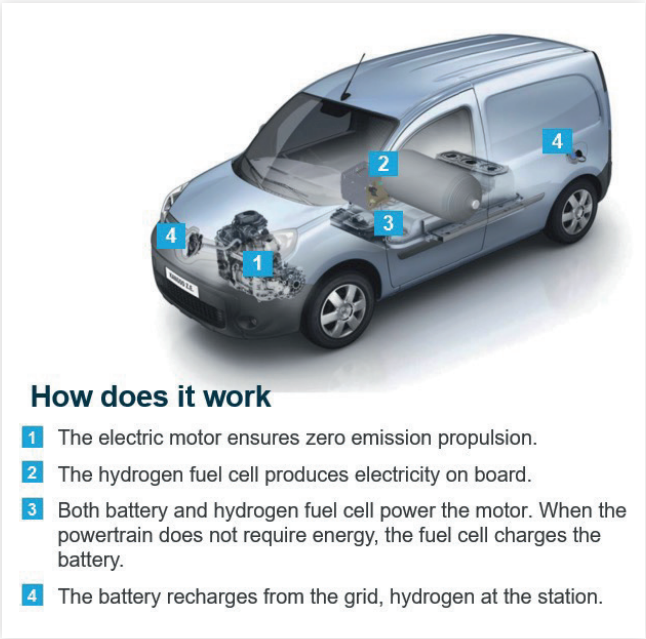 2
4
4
3
1
KANGOO Z.E.
How does it work
1 The electric motor ensures zero emission propulsion.
2 The hydrogen fuel cell produces electricity on board.
3 Both battery and hydrogen fuel cell power the motor. When the
powertrain does not require energy, the fuel cell charges the
battery.
4 The battery recharges from the grid, hydrogen at the station.